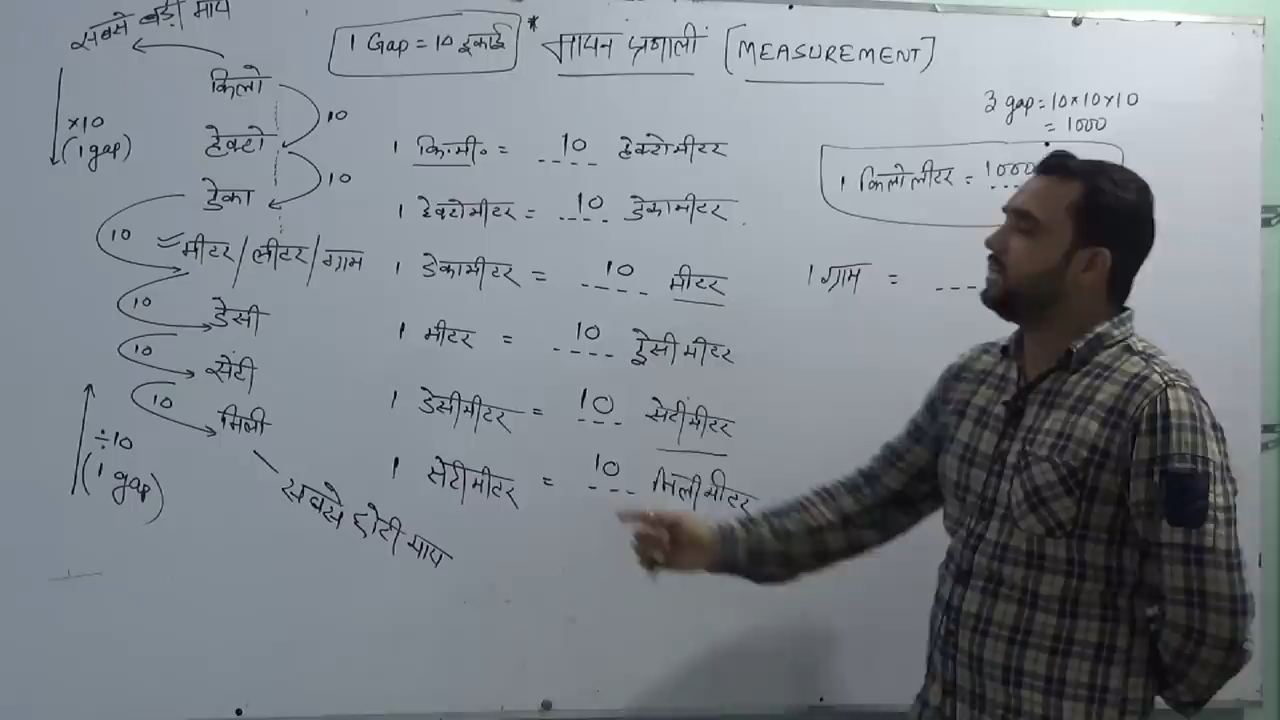 सबसे बड़ी माप
1 Gap = 10 इकाई
* मापन प्रणाली [MEASUREMENT]
किलो
10
हेक्टो
10
डेका
10
मीटर/लीटर/ग्राम
10
डेसी
10
सेंटी
10
मिली
×10
(1 gap)
÷10
(1 gap)
सबसे छोटी माप
1 कि.मी. = 10 हेक्टोमीटर
1 हेक्टोमीटर = 10 डेकामीटर
1 डेकामीटर = 10 मीटर
1 मीटर = 10 डेसीमीटर
1 डेसीमीटर = 10 सेटींमीटर
1 सेटीमीटर = 10 मिलीमीटर
3 gap = 10×10×10
= 1000
1 किलोलीटर = 1000
1 ग्राम =